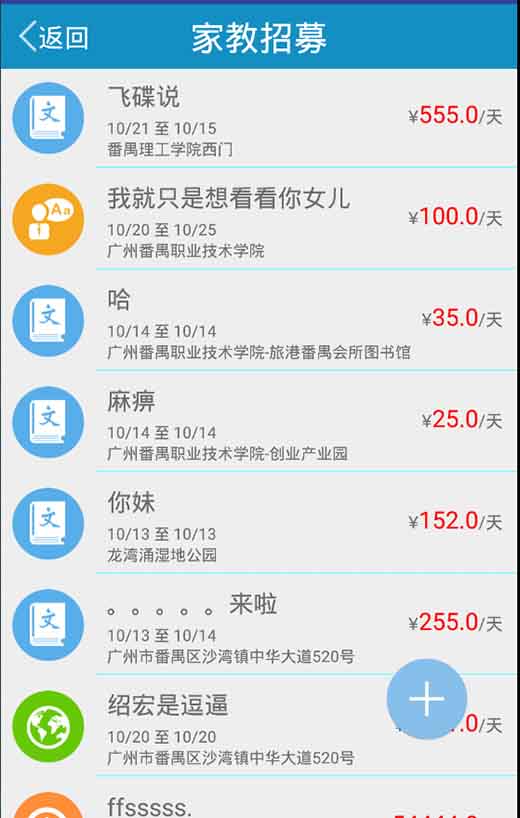 返回
家教招募
飞碟说
10/21 至 10/15
番禺理工学院西门
¥555.0/天
文
我就只是想看看你女儿
10/20 至 10/25
广州番禺职业技术学院
¥100.0/天
Aa
哈
10/14 至 10/14
广州番禺职业技术学院-旅港番禺会所图书馆
¥35.0/天
文
麻痹
10/14 至 10/14
广州番禺职业技术学院-创业产业园
¥25.0/天
文
你妹
10/13 至 10/13
龙湾涌湿地公园
¥152.0/天
文
。。。。。来啦
10/13 至 10/14
广州市番禺区沙湾镇中华大道520号
¥255.0/天
文
绍宏是逗逼
10/20 至 10/20
广州市番禺区沙湾镇中华大道520号
.0/天
ffsssss.